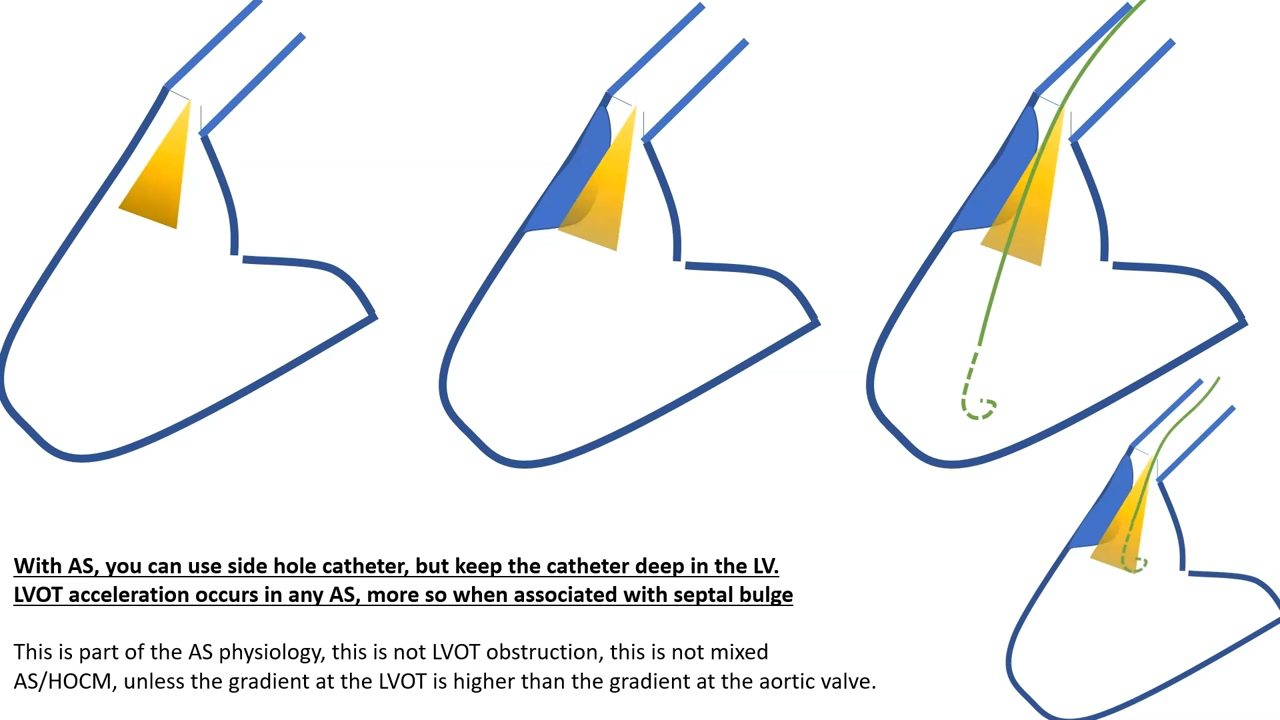 With AS, you can use side hole catheter, but keep the catheter deep in the LV.
LVOT acceleration occurs in any AS, more so when associated with septal bulge
This is part of the AS physiology, this is not LVOT obstruction, this is not mixed
AS/HOCM, unless the gradient at the LVOT is higher than the gradient at the aortic valve.